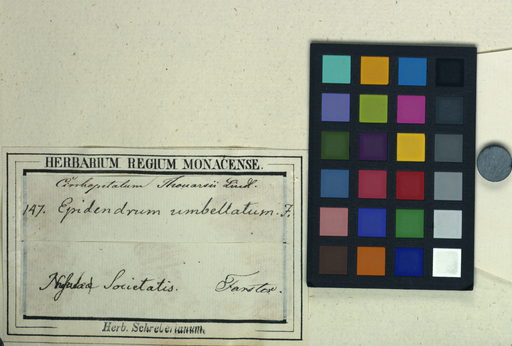 HERBARIUM REGIUM MONACENSE.
Cirrhopetalum Thouarsii Lindl.
147. Epidendrum umbellatum. F.
Societatis. Forster.
Herb. Schreberianum.